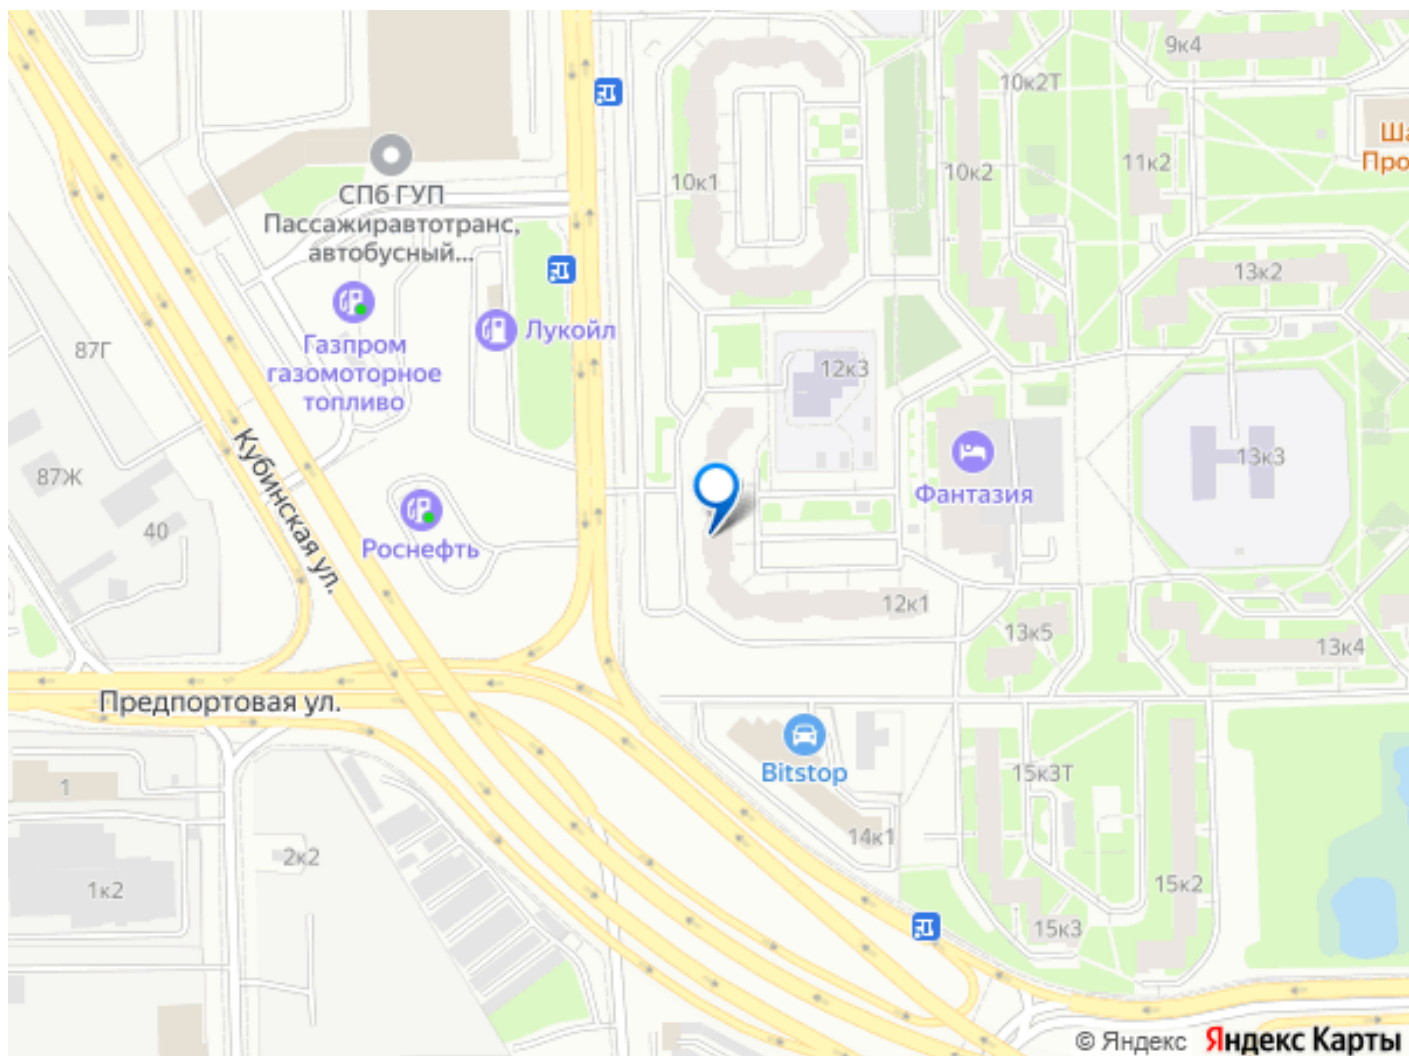 9к4
10к2Т
Ша
Про
11к2
10к2
10к1
СПб ГУП
Пассажиравтотранс,
автобусный...
13к2
Лукойл
Газпром
газомоторное
топливо
87Г
12к3
Кубинская ул.
87Ж
13к3
Фантазия
40
Роснефть
12к1
13к5
13к4
Предпортовая ул.
Bitstop
15к3Т
1
14к1
2к2
1к2
15к2
15к3
© Яндекс Яндекс Карты